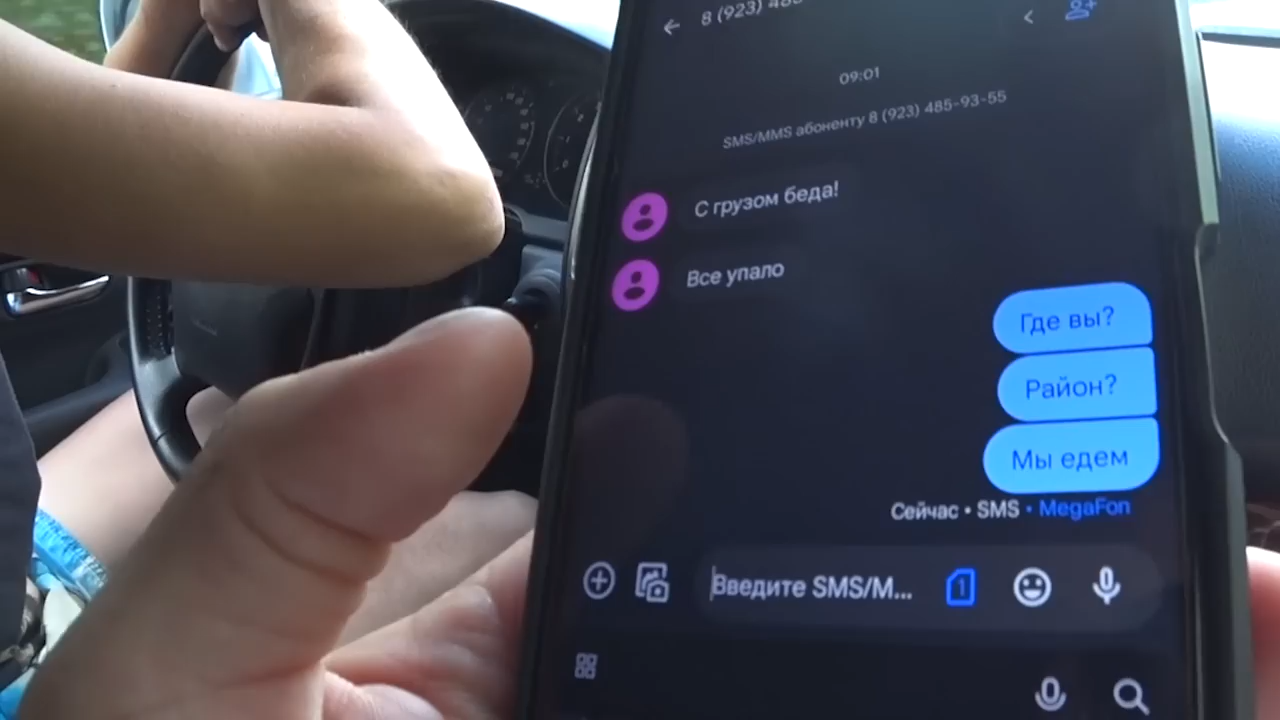 8 (923) 485
09:01
SMS/MMS абоненту 8 (923) 485-93-55
С грузом беда!
Все упало
Где вы?
Район?
Мы едем
Сейчас • SMS • MegaFon
Введите SMS/M...
1